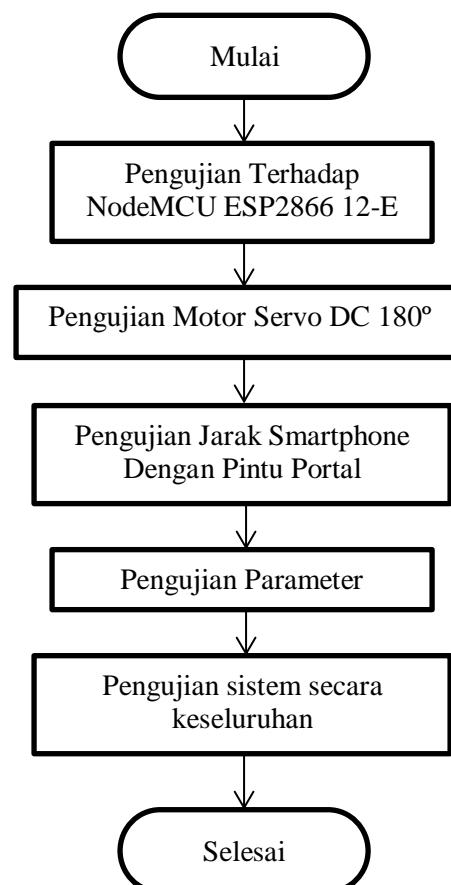 Mulai
Pengujian Terhadap
NodeMCU ESP2866 12-E
Pengujian Motor Servo DC 180º
Pengujian Jarak Smartphone
Dengan Pintu Portal
Pengujian Parameter
Pengujian sistem secara
keseluruhan
Selesai